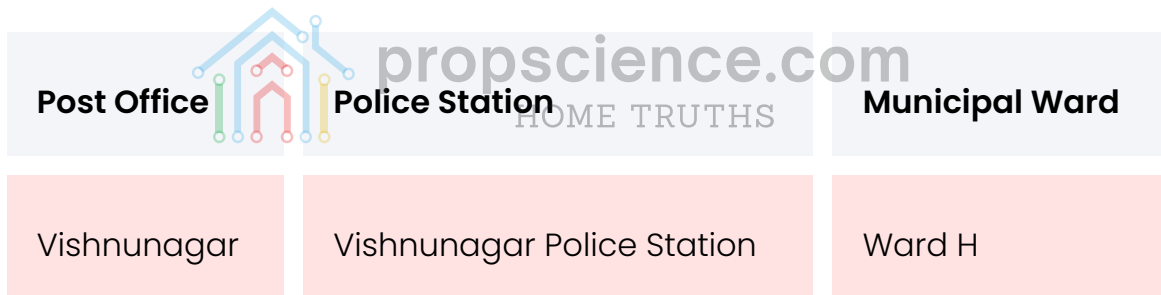 propscience.com
HOME TRUTHS
Post Office Police Station Municipal Ward
Vishnunagar Vishnunagar Police Station Ward H